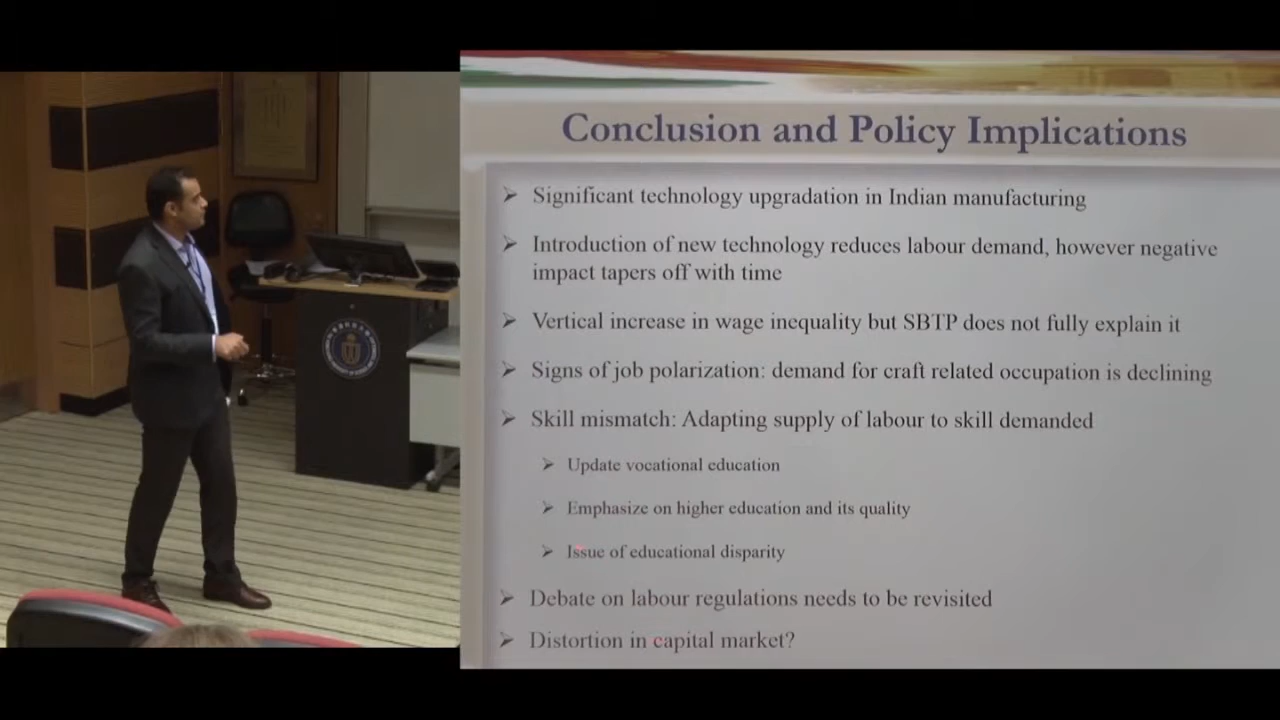 Conclusion and Policy Implications
➢ Significant technology upgradation in Indian manufacturing
➢ Introduction of new technology reduces labour demand, however negative
impact tapers off with time
➢ Vertical increase in wage inequality but SBTP does not fully explain it
➢ Signs of job polarization: demand for craft related occupation is declining
➢ Skill mismatch: Adapting supply of labour to skill demanded
➢ Update vocational education
➢ Emphasize on higher education and its quality
➢ Issue of educational disparity
➢ Debate on labour regulations needs to be revisited
➢ Distortion in capital market?